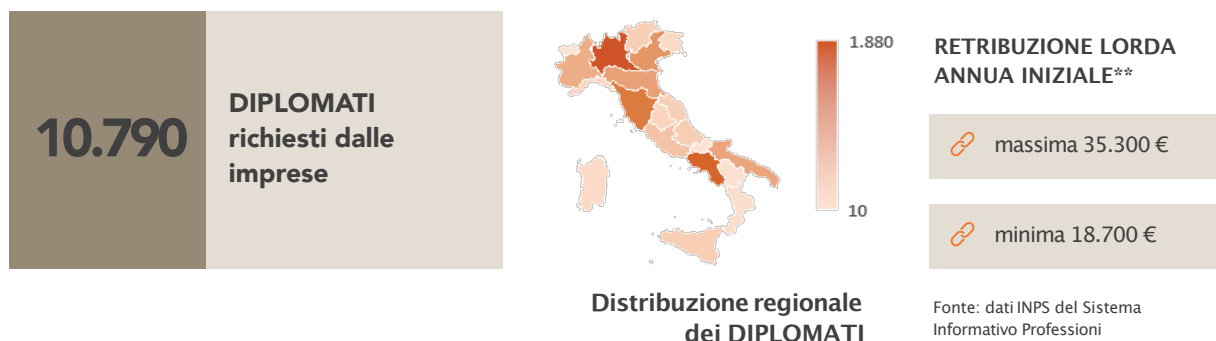 10.790
DIPLOMATI
richiesti dalle
imprese
1.880
10
Distribuzione regionale
dei DIPLOMATI
RETRIBUZIONE LORDA
ANNUA INIZIALE**
massima 35.300 €
minima 18.700 €
Fonte: dati INPS del Sistema
Informativo Professioni